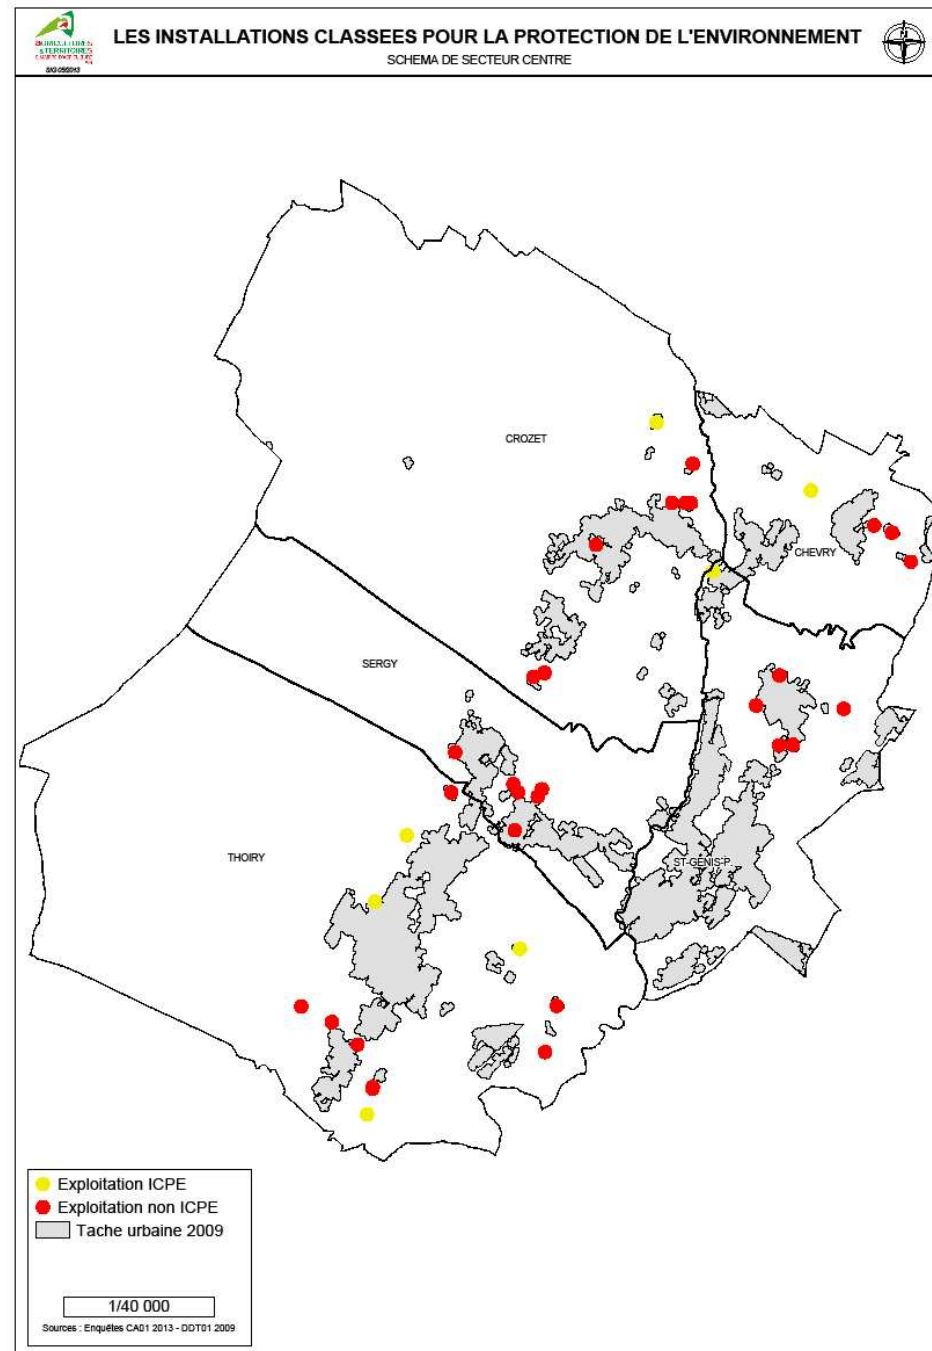 LES INSTALLATIONS CLASSEES POUR LA PROTECTION DE L'ENVIRONNEMENT
SCHEMA DE SECTEUR CENTRE
& TERRITOIRES
CROZET
CHEVRY
SERGY
THOIRY
ST-GENIS-P.
Exploitation ICPE
Exploitation non ICPE
Tache urbaine 2009
1/40 000
Sources : Enquêtes CA01 2013 - DDT01 2009